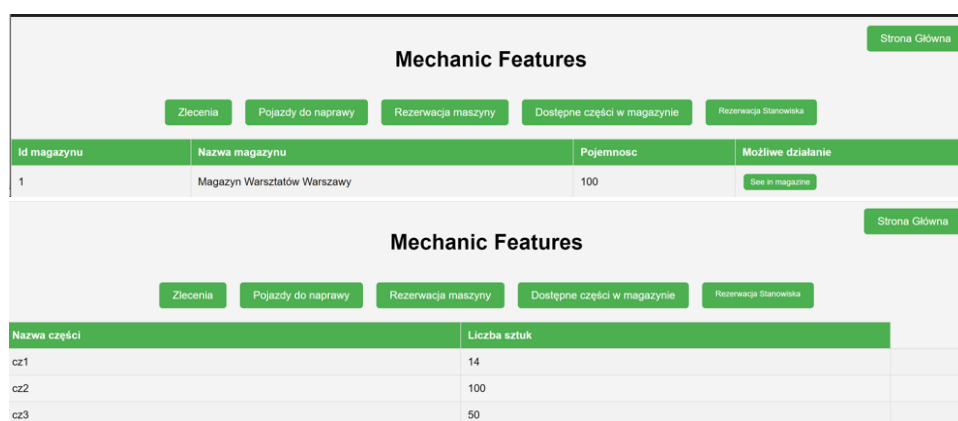 Strona Główna
Mechanic Features
Zlecenia Pojazdy do naprawy Rezerwacja maszyny Dostępne części w magazynie Rezerwacja Stanowiska
Id magazynu Nazwa magazynu Pojemnosc Możliwe działanie
1 Magazyn Warsztatów Warszawy 100 See in magazine
Strona Główna
Mechanic Features
Zlecenia Pojazdy do naprawy Rezerwacja maszyny Dostępne części w magazynie Rezerwacja Stanowiska
Nazwa części Liczba sztuk
cz1 14
cz2 100
cz3 50